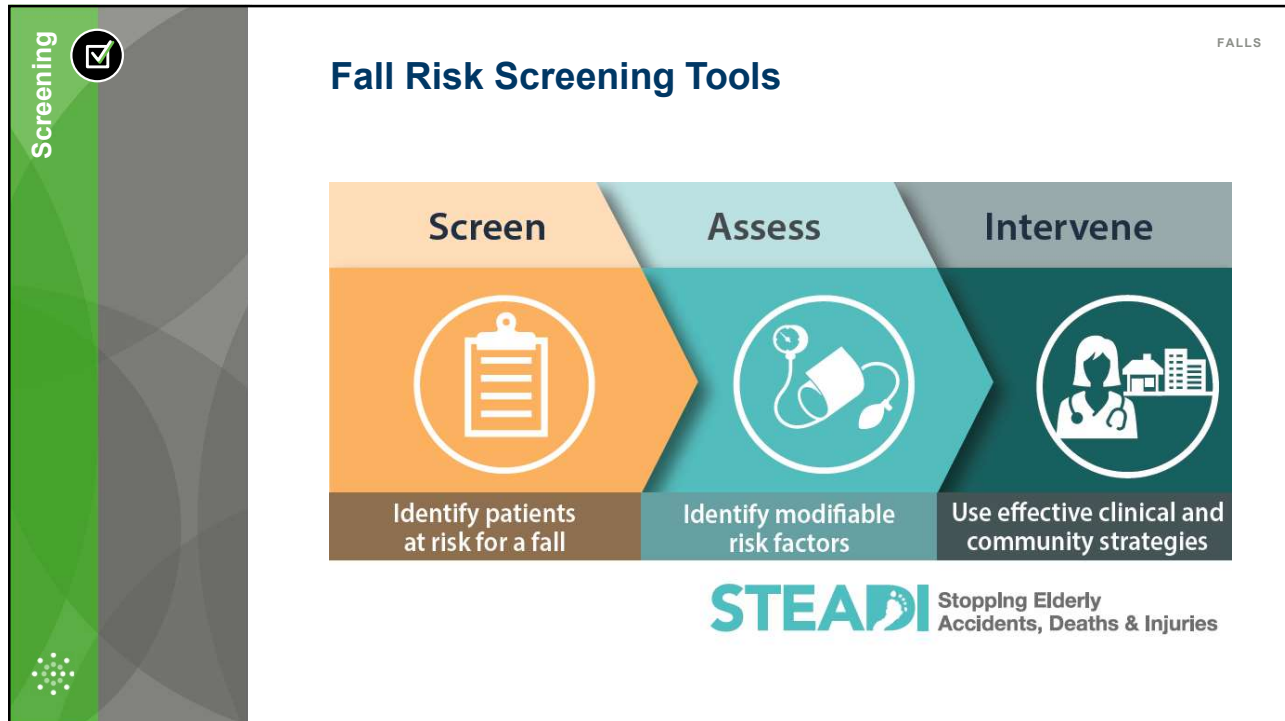 Screening
FALLS
Fall Risk Screening Tools
Screen
Assess
Intervene
Identify patients
at risk for a fall
Identify modifiable
risk factors
Use effective clinical and
community strategies
STEADI
Stopping Elderly
Accidents, Deaths & Injuries